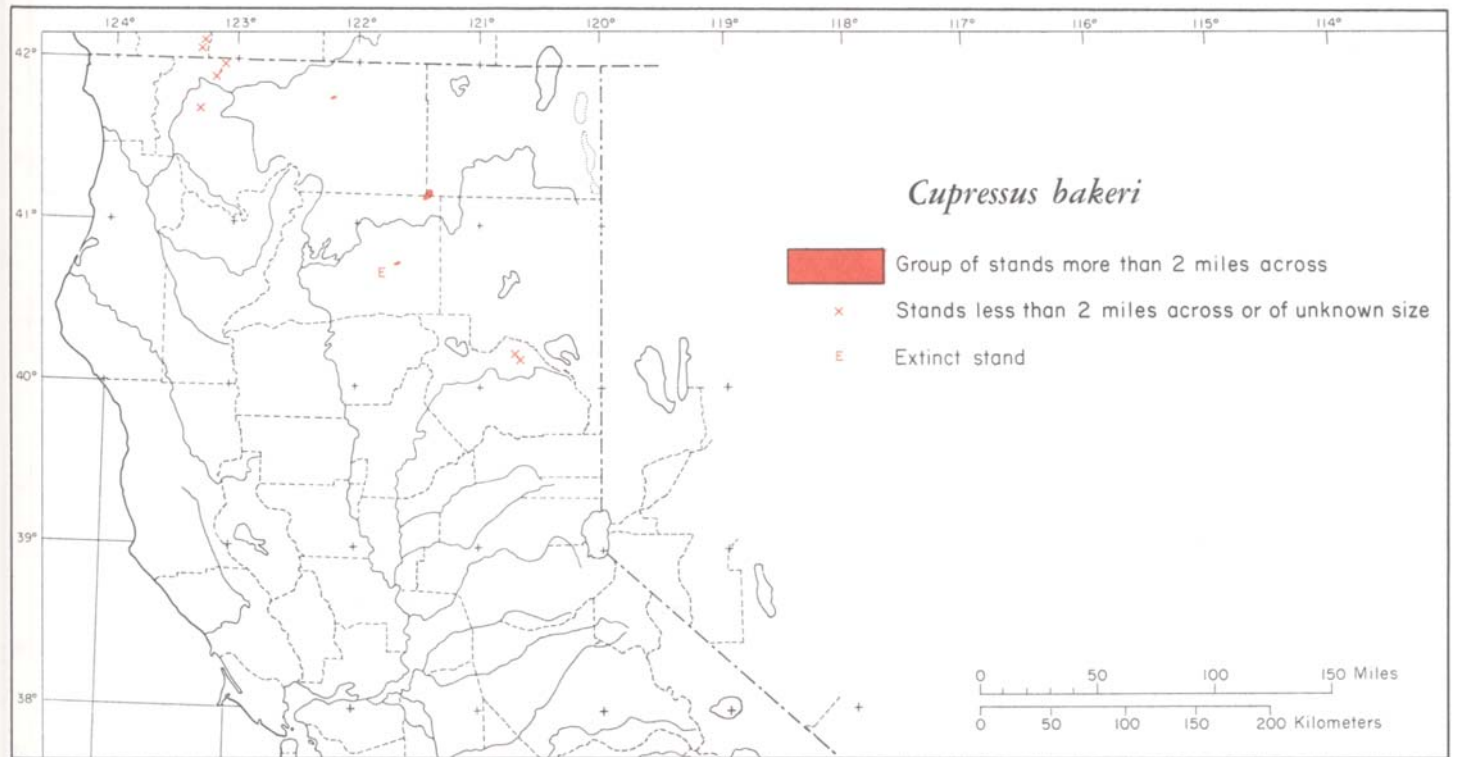 124° 123° 122° 121° 120° 119° 118° 117° 116° 115° 114°
42°
41°
40°
39°
38°
E
Cupressus bakeri
Group of stands more than 2 miles across
× Stands less than 2 miles across or of unknown size
E Extinct stand
0 50 100 150 Miles
0 50 100 150 200 Kilometers